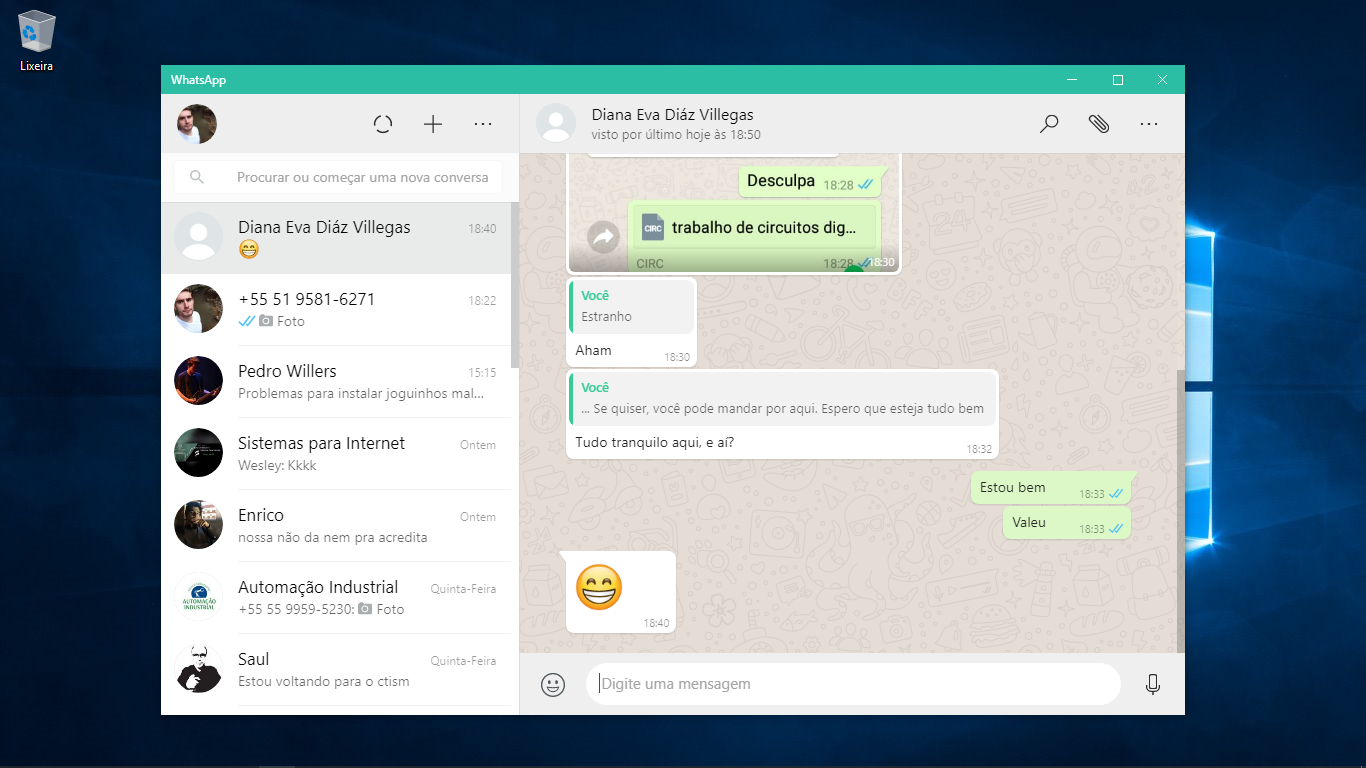 Lixeira
WhatsApp
Procurar ou começar uma nova conversa
Diana Eva Diáz Villegas 18:40
+55 51 9581-6271 18:22
Foto
Pedro Willers 15:15
Problemas para instalar joguinhos mal...
Sistemas para Internet Ontem
Wesley: Kkkk
Enrico Ontem
nossa não da nem pra acredita
AUTOMAÇÃO
INDUSTRIAL
Automação Industrial Quinta-Feira
+55 55 9959-5230: Foto
Saul Quinta-Feira
Estou voltando para o ctism
Diana Eva Diáz Villegas
visto por último hoje às 18:50
Desculpa 18:28
CIRC trabalho de circuitos dig...
CIRC 18:28 18:30
Você
Estranho
Aham 18:30
Você
... Se quiser, você pode mandar por aqui. Espero que esteja tudo bem
Tudo tranquilo aqui, e aí? 18:32
Estou bem 18:33
Valeu 18:33
18:40
Digite uma mensagem